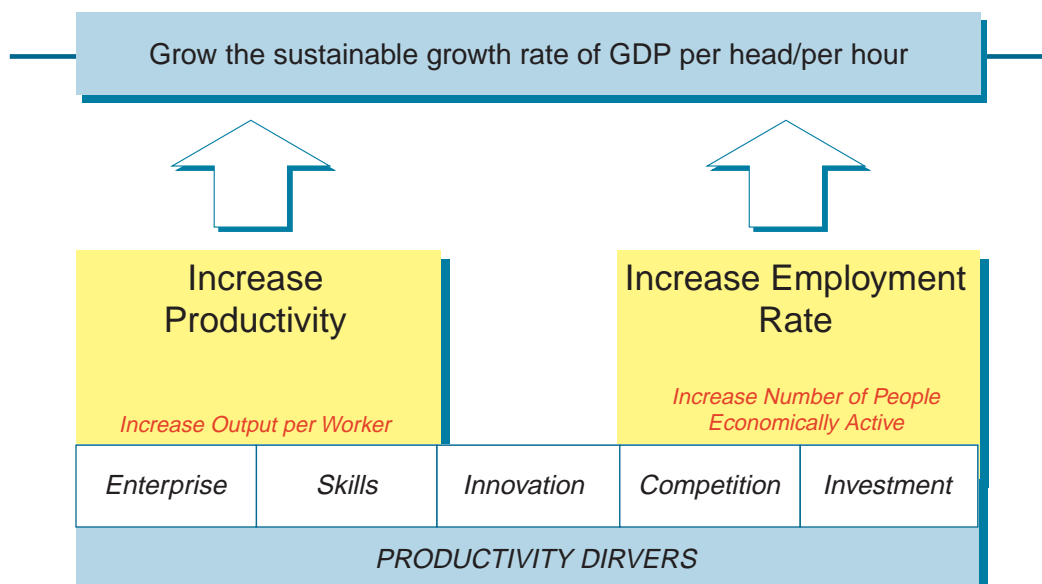 Grow the sustainable growth rate of GDP per head/per hour
Increase
Productivity
Increase Output per Worker
Increase Employment
Rate
Increase Number of People
Economically Active
Enterprise
Skills
Innovation
Competition
Investment
PRODUCTIVITY DIRVERS